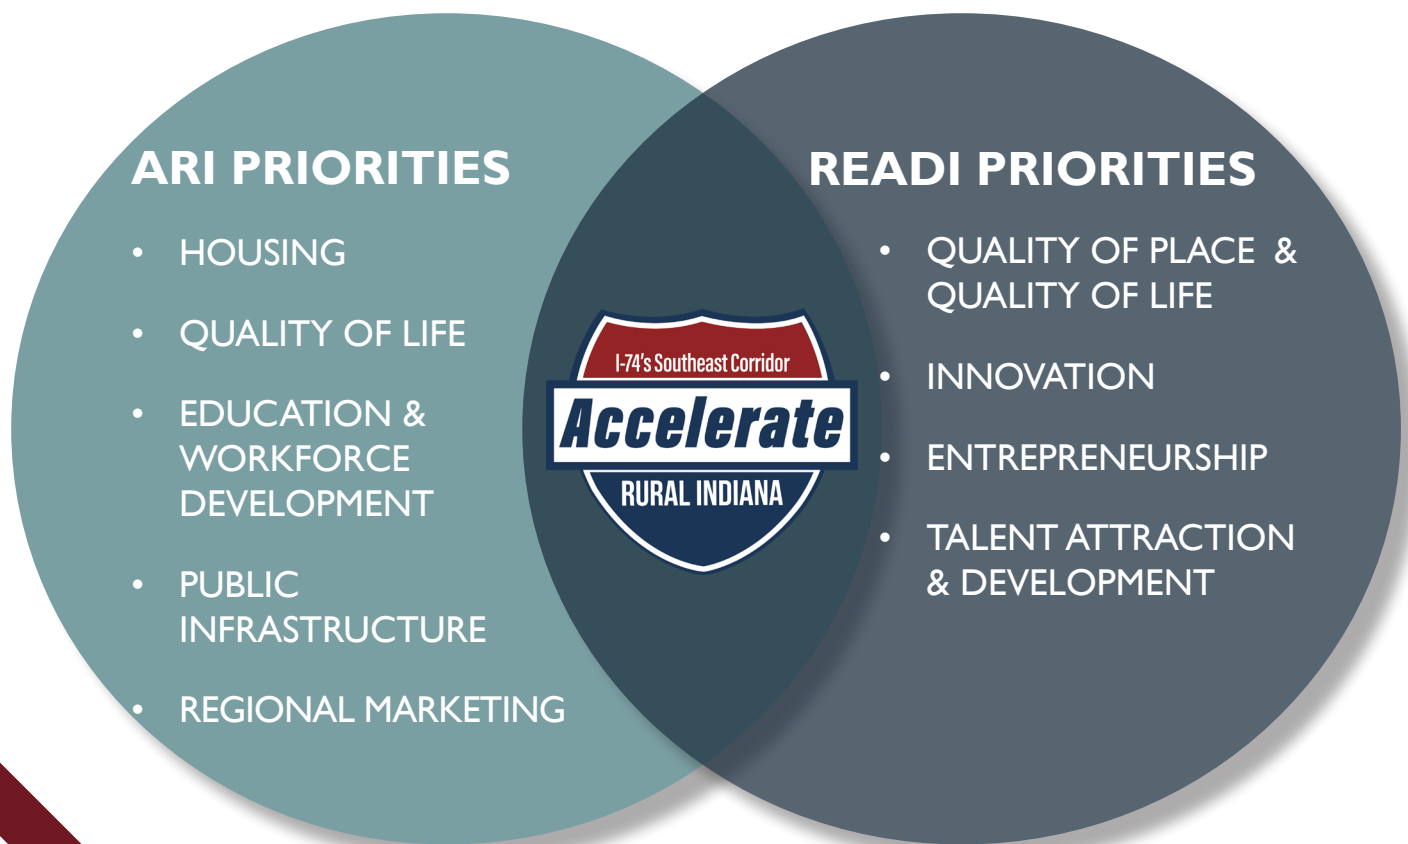 ARI PRIORITIES
• HOUSING
• QUALITY OF LIFE
• EDUCATION &
WORKFORCE
DEVELOPMENT
• PUBLIC
INFRASTRUCTURE
• REGIONAL MARKETING
I-74's Southeast Corridor
Accelerate
RURAL INDIANA
READI PRIORITIES
• QUALITY OF PLACE &
QUALITY OF LIFE
• INNOVATION
• ENTREPRENEURSHIP
• TALENT ATTRACTION
& DEVELOPMENT